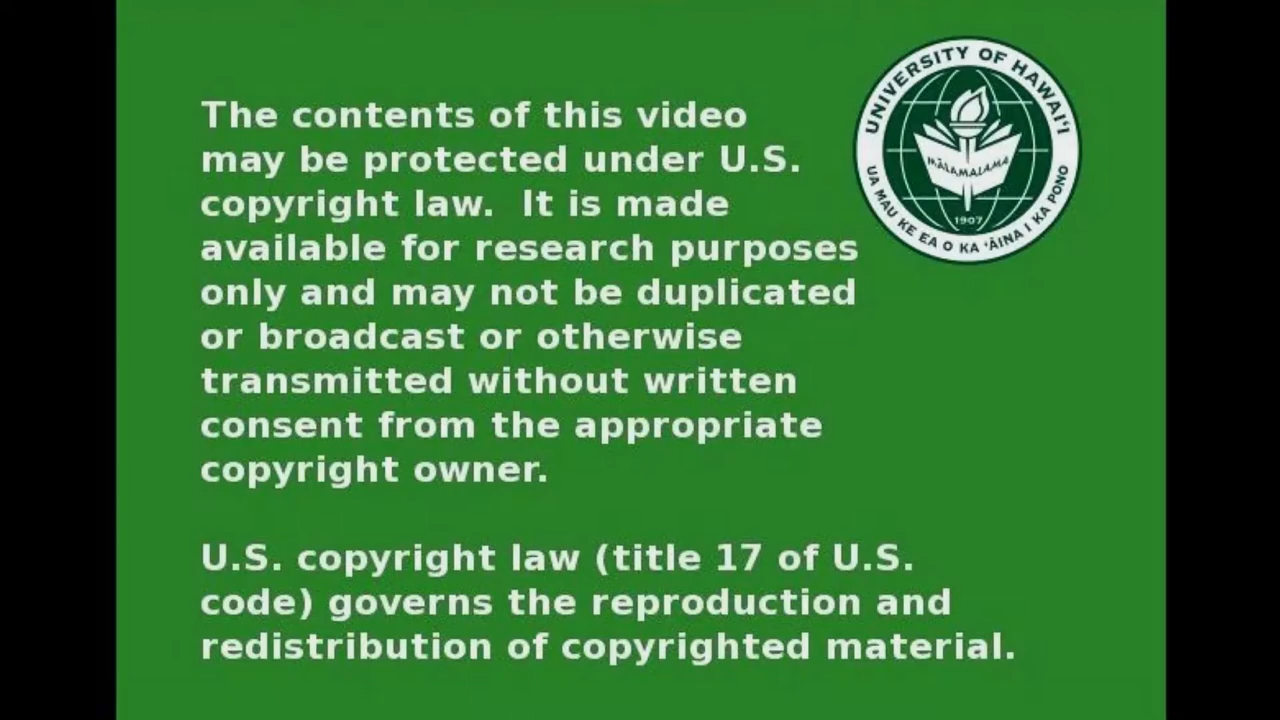 The contents of this video
may be protected under U.S.
copyright law.  It is made
available for research purposes
only and may not be duplicated
or broadcast or otherwise
transmitted without written
consent from the appropriate
copyright owner.
U.S. copyright law (title 17 of U.S.
code) governs the reproduction and
redistribution of copyrighted material.
UNIVERSITY OF HAWAIʻI
MĀLAMALAMA
1907
UA MAU KE EA O KA ʻĀINA I KA PONO